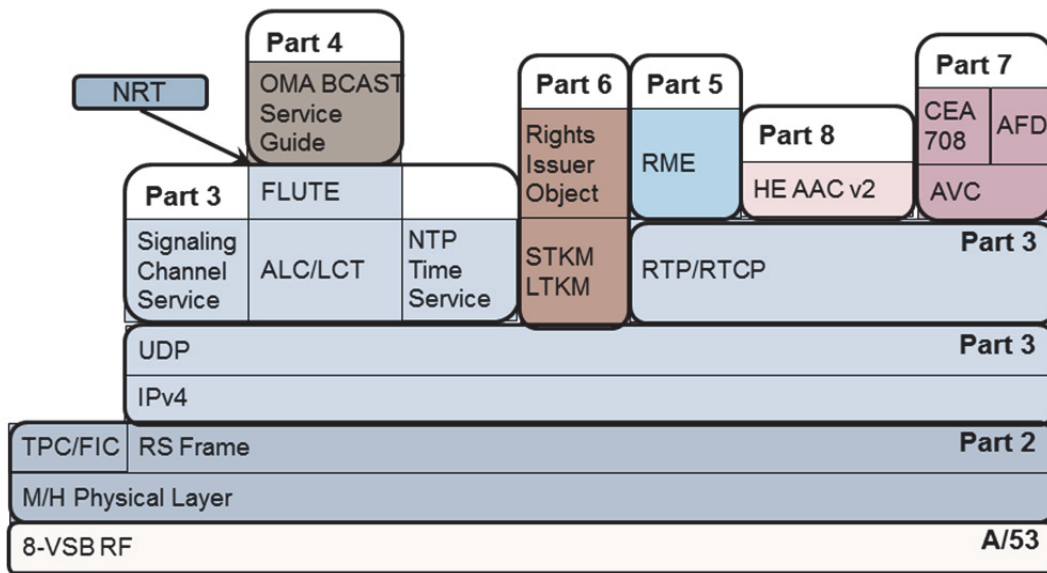 Part 4
OMA BCAST
Service
Guide
NRT
Part 6
Rights
Issuer
Object
Part 5
RME
Part 8
HE AAC v2
Part 7
CEA
708
AFD
AVC
Part 3
FLUTE
Signaling
Channel
Service
ALC/LCT
NTP
Time
Service
STKM
LTKM
Part 3
RTP/RTCP
UDP
Part 3
IPv4
TPC/FIC
RS Frame
Part 2
M/H Physical Layer
8-VSB RF
A/53